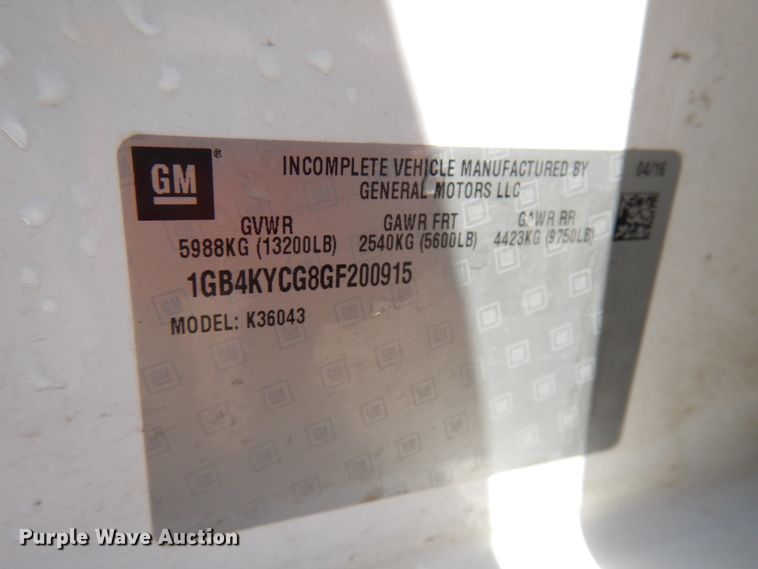 GM
INCOMPLETE VEHICLE MANUFACTURED BY
GENERAL MOTORS LLC
04/16
GVWR GAWR FRT GAWR RR
5988KG (13200LB) 2540KG (5600LB) 4423KG (9750LB)
1GB4KYCG8GF200915
MODEL: K36043
Purple Wave Auction